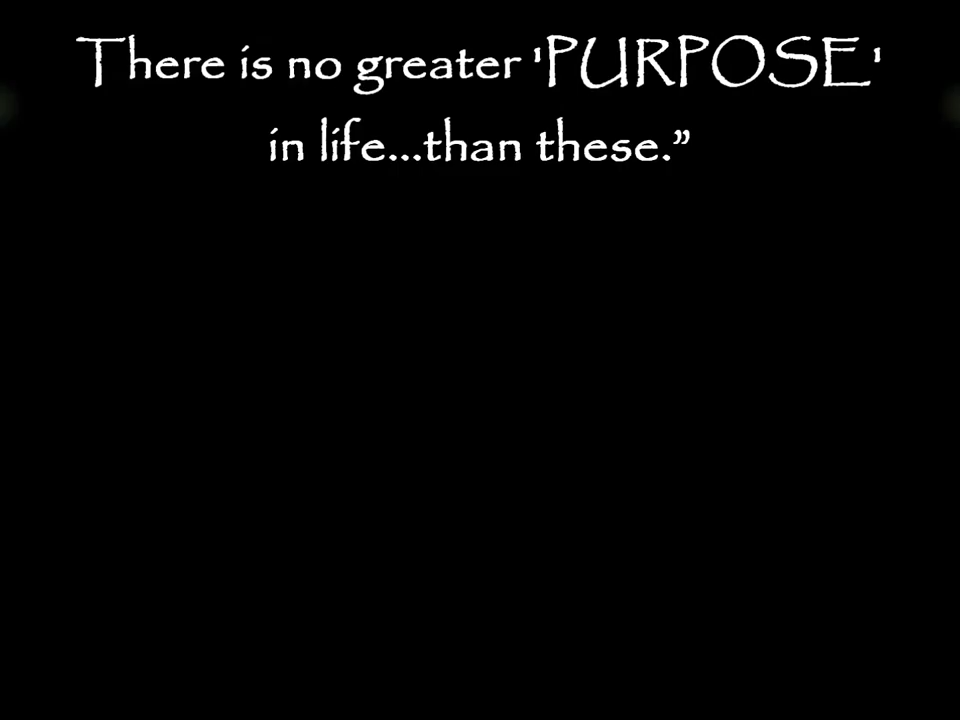 There is no greater 'PURPOSE'
in life...than these.”